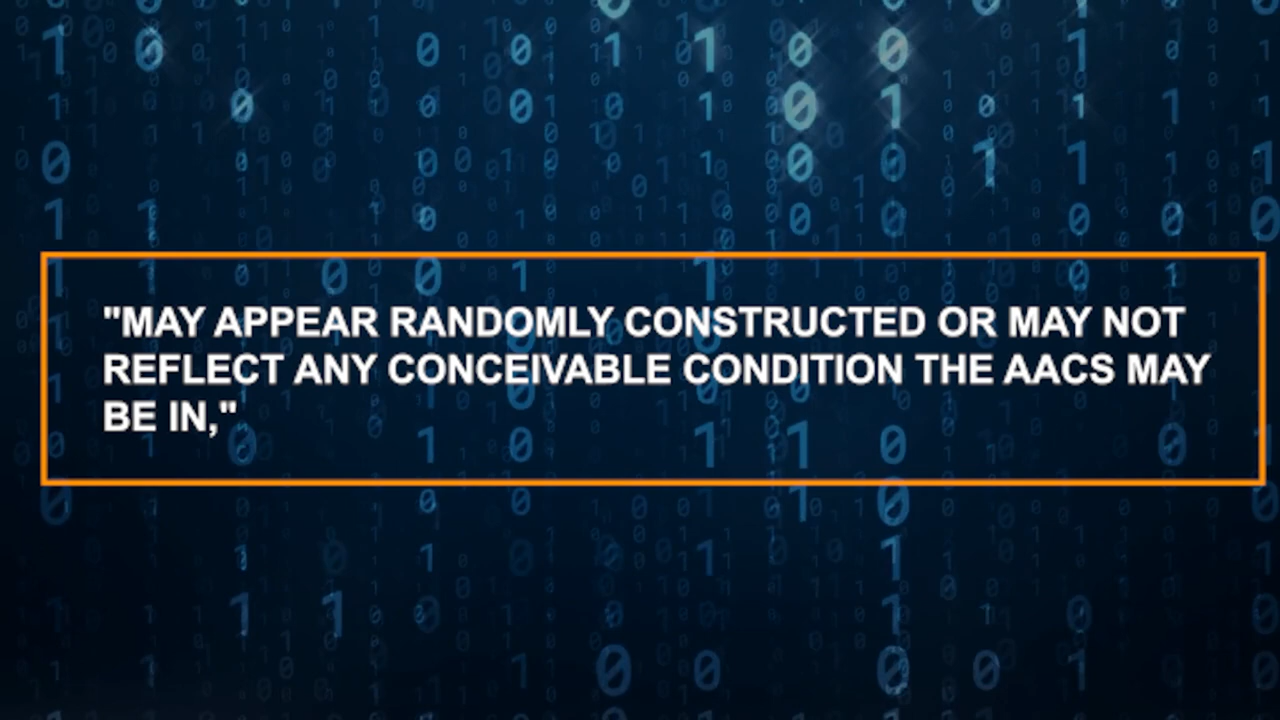 "MAY APPEAR RANDOMLY CONSTRUCTED OR MAY NOT
REFLECT ANY CONCEIVABLE CONDITION THE AACS MAY
BE IN,"